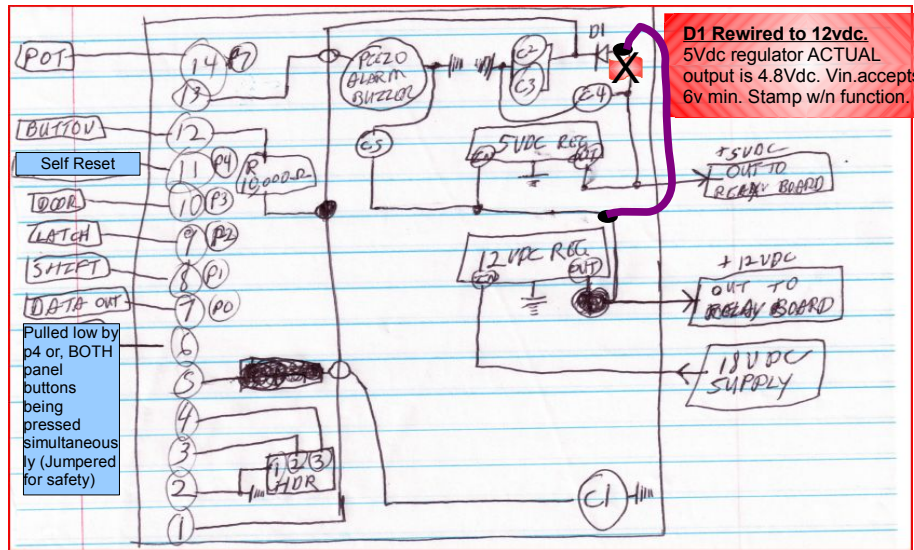 POT
14 P7
13
BUTTON
12
Self Reset
11 P4
R
10,000Ω
DOOR
10 P3
LATCH
9 P2
SHIFT
8 P1
DATA OUT
7 P0
Pulled low by
p4 or, BOTH
panel
buttons
being
pressed
simultaneous
ly (Jumpered
for safety)
6
5
4
3
2
1
1 2 3
HDR
PIEZO
ALARM
BUZZER
C2
C3
D1
X
C4
C5
5VDC REG
OUT
12 VDC REG
OUT
C1
D1 Rewired to 12vdc.
5Vdc regulator ACTUAL
output is 4.8Vdc. Vin.accepts
6v min. Stamp w/n function.
+5VDC
OUT TO
RELAY BOARD
+12VDC
OUT TO
RELAY BOARD
18VDC
SUPPLY